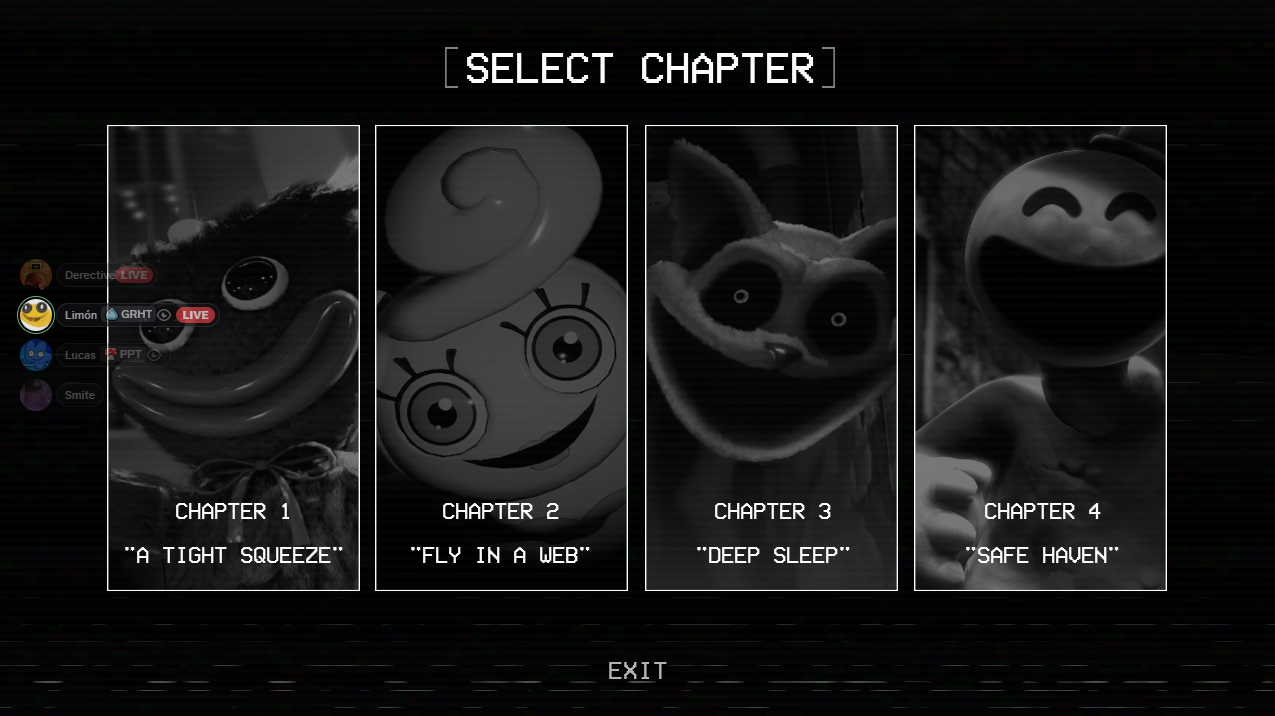 SELECT CHAPTER
Derective LIVE
Limón GRHT LIVE
Lucas PPT
Smite
CHAPTER 1
"A TIGHT SQUEEZE"
CHAPTER 2
"FLY IN A WEB"
CHAPTER 3
"DEEP SLEEP"
CHAPTER 4
"SAFE HAVEN"
EXIT